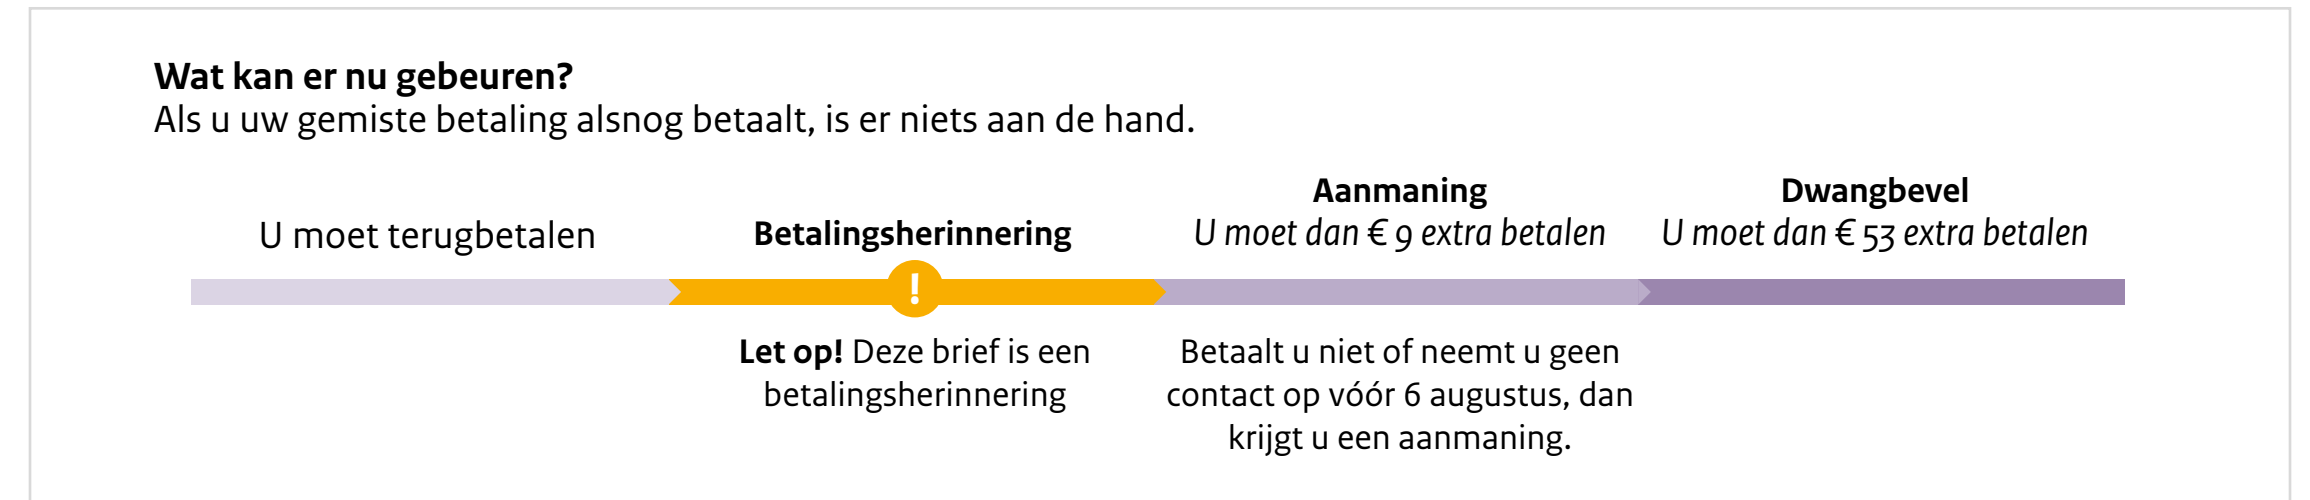 Wat kan er nu gebeuren?
Als u uw gemiste betaling alsnog betaalt, is er niets aan de hand.
U moet terugbetalen
Betalingsherinnering
Aanmaning
U moet dan € 9 extra betalen
Dwangbevel
U moet dan € 53 extra betalen
!
Let op! Deze brief is een
betalingsherinnering
Betaalt u niet of neemt u geen
contact op vóór 6 augustus, dan
krijgt u een aanmaning.